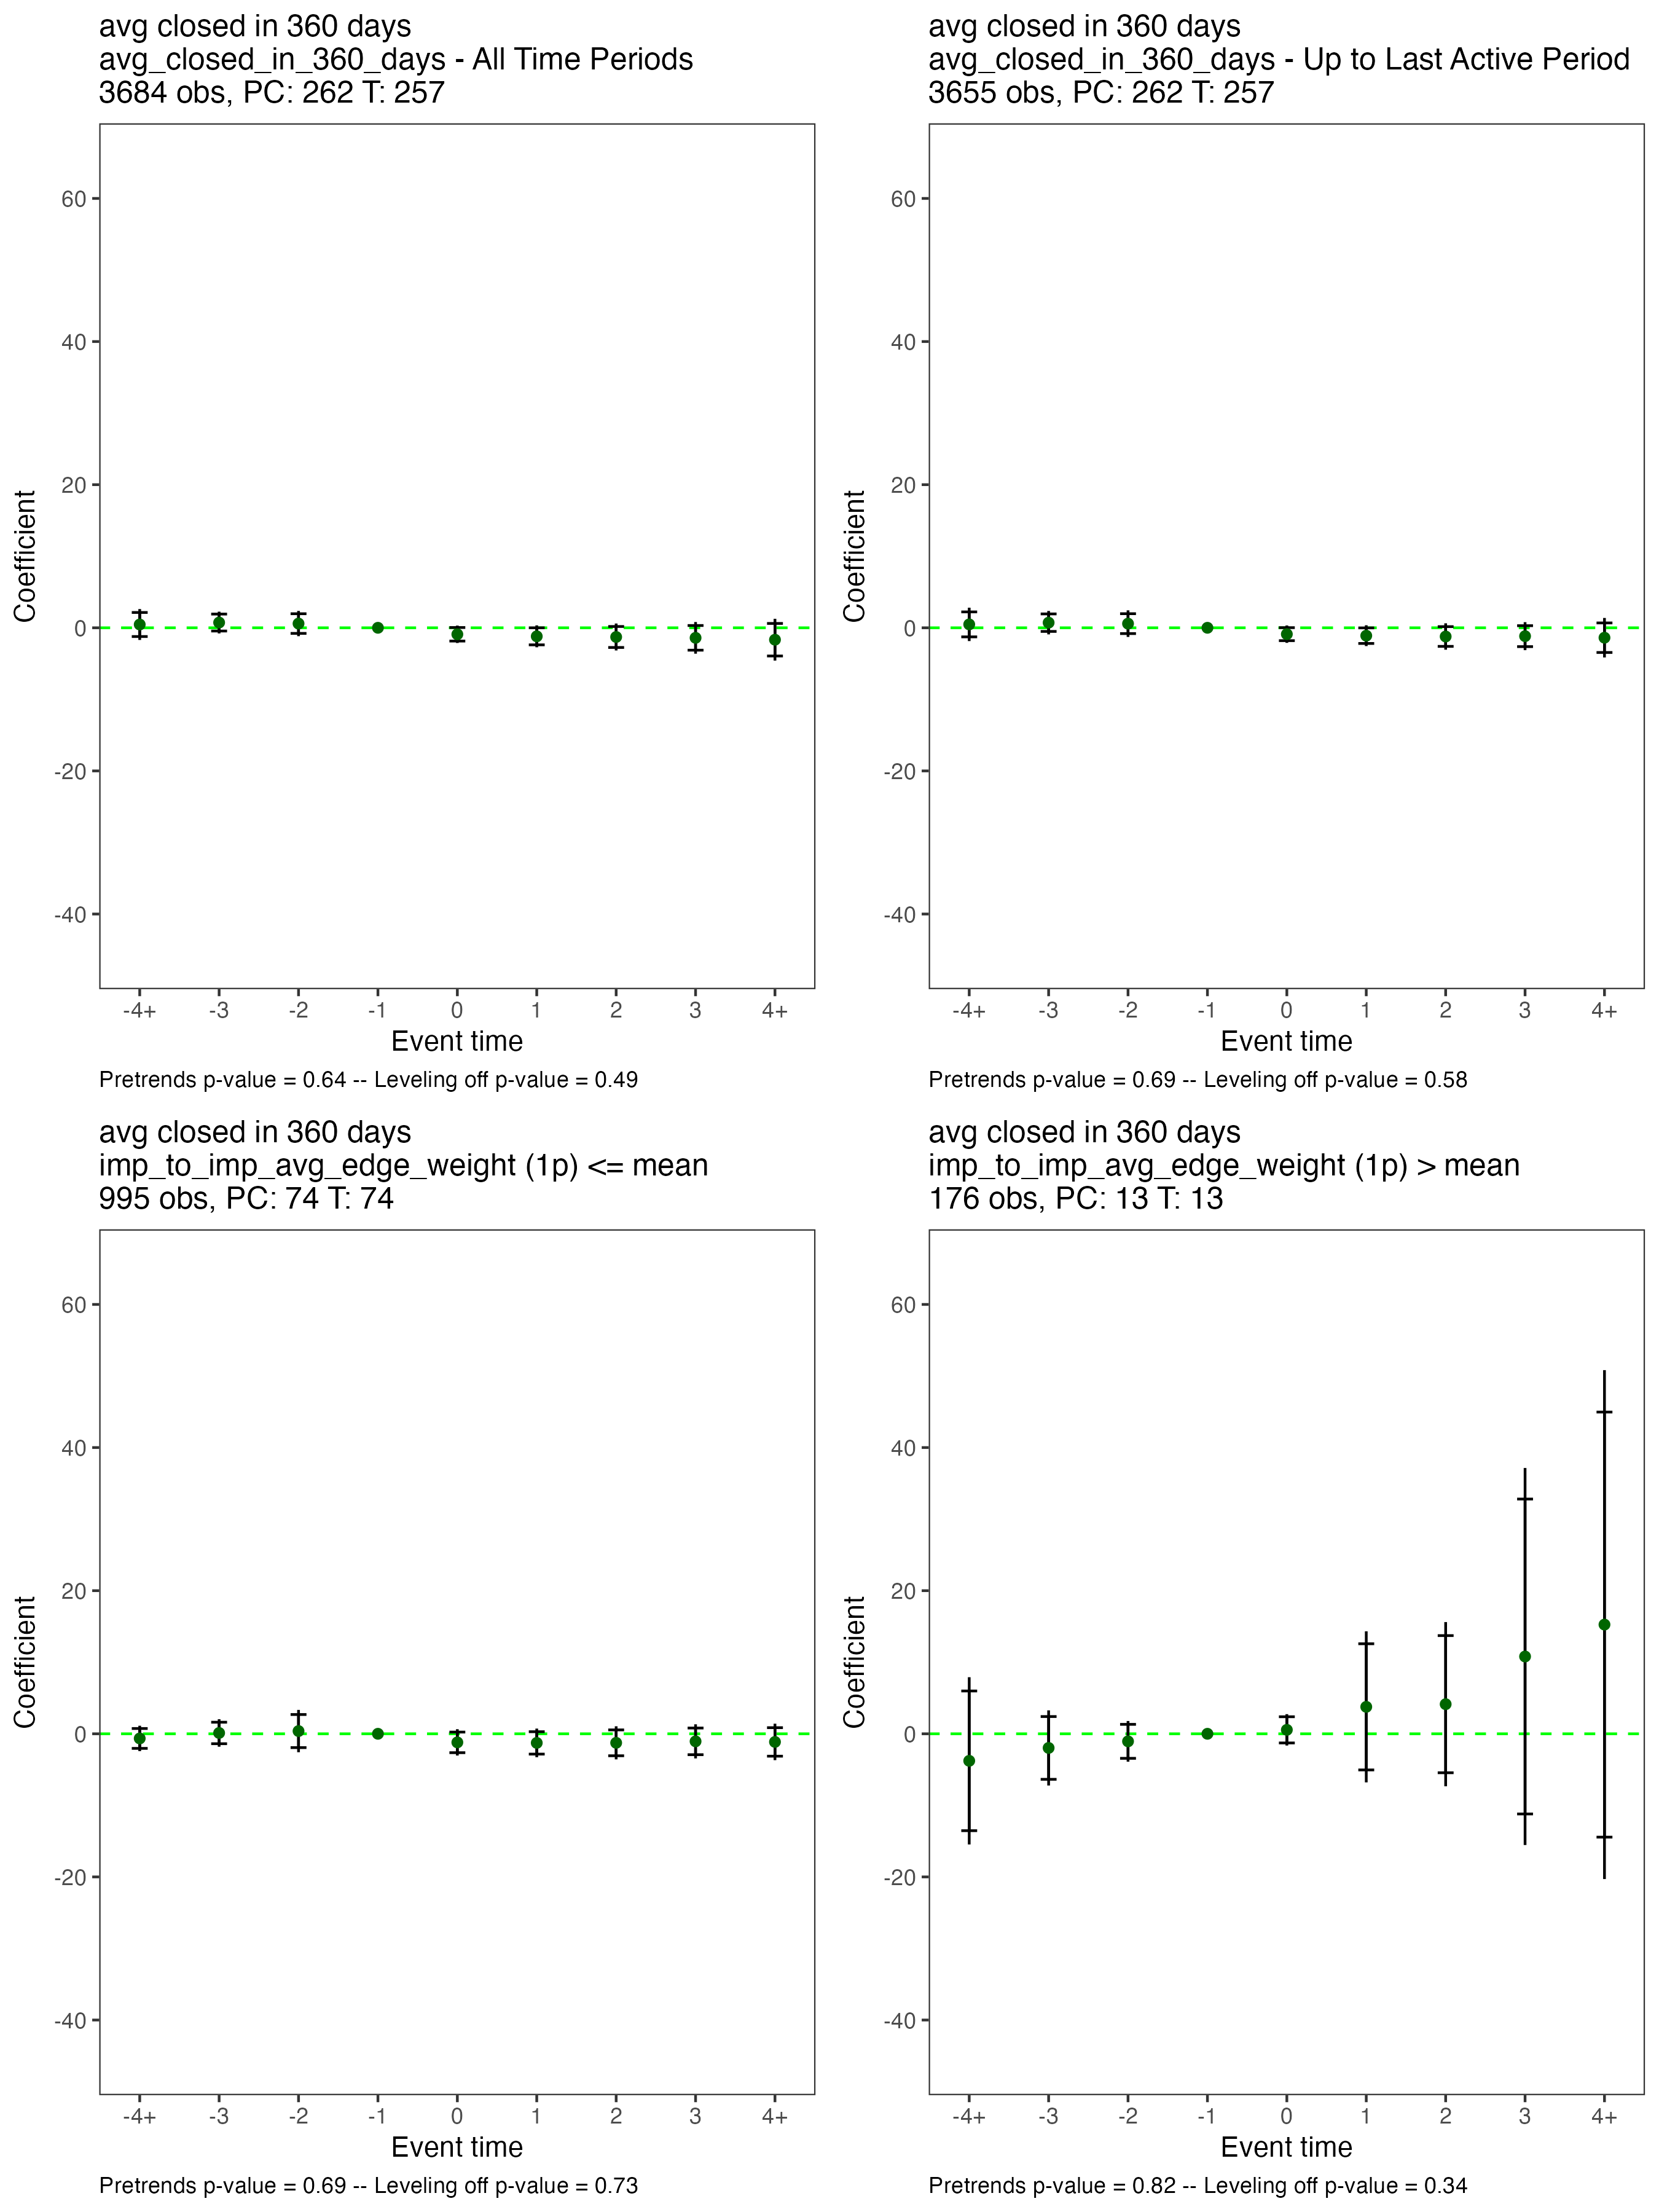 avg closed in 360 days
avg_closed_in_360_days - All Time Periods
3684 obs, PC: 262 T: 257
Coefficient
60
40
20
0
-20
-40
-4+ -3 -2 -1 0 1 2 3 4+
Event time
Pretrends p-value = 0.64 -- Leveling off p-value = 0.49
avg closed in 360 days
avg_closed_in_360_days - Up to Last Active Period
3655 obs, PC: 262 T: 257
Coefficient
60
40
20
0
-20
-40
-4+ -3 -2 -1 0 1 2 3 4+
Event time
Pretrends p-value = 0.69 -- Leveling off p-value = 0.58
avg closed in 360 days
imp_to_imp_avg_edge_weight (1p) <= mean
995 obs, PC: 74 T: 74
Coefficient
60
40
20
0
-20
-40
-4+ -3 -2 -1 0 1 2 3 4+
Event time
Pretrends p-value = 0.69 -- Leveling off p-value = 0.73
avg closed in 360 days
imp_to_imp_avg_edge_weight (1p) > mean
176 obs, PC: 13 T: 13
Coefficient
60
40
20
0
-20
-40
-4+ -3 -2 -1 0 1 2 3 4+
Event time
Pretrends p-value = 0.82 -- Leveling off p-value = 0.34